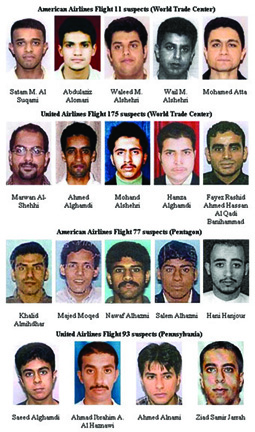 American Airlines Flight 11 suspects (World Trade Center)
Satam M. Al Suqami
Abdulaziz Alomari
Waleed M. Alshehri
Wail M. Alshehri
Mohamed Atta
United Airlines Flight 175 suspects (World Trade Center)
Marwan Al-Shehhi
Ahmed Alghamdi
Mohand Alshehri
Hamza Alghamdi
Fayez Rashid Ahmed Hassan Al Qadi Banihammad
American Airlines Flight 77 suspects (Pentagon)
Khalid Almihdhar
Majed Moqed
Nawaf Alhazmi
Salem Alhazmi
Hani Hanjour
United Airlines Flight 93 suspects (Pennsylvania)
Saeed Alghamdi
Ahmad Ibrahim A. Al Haznawi
Ahmed Alnami
Ziad Samir Jarrah